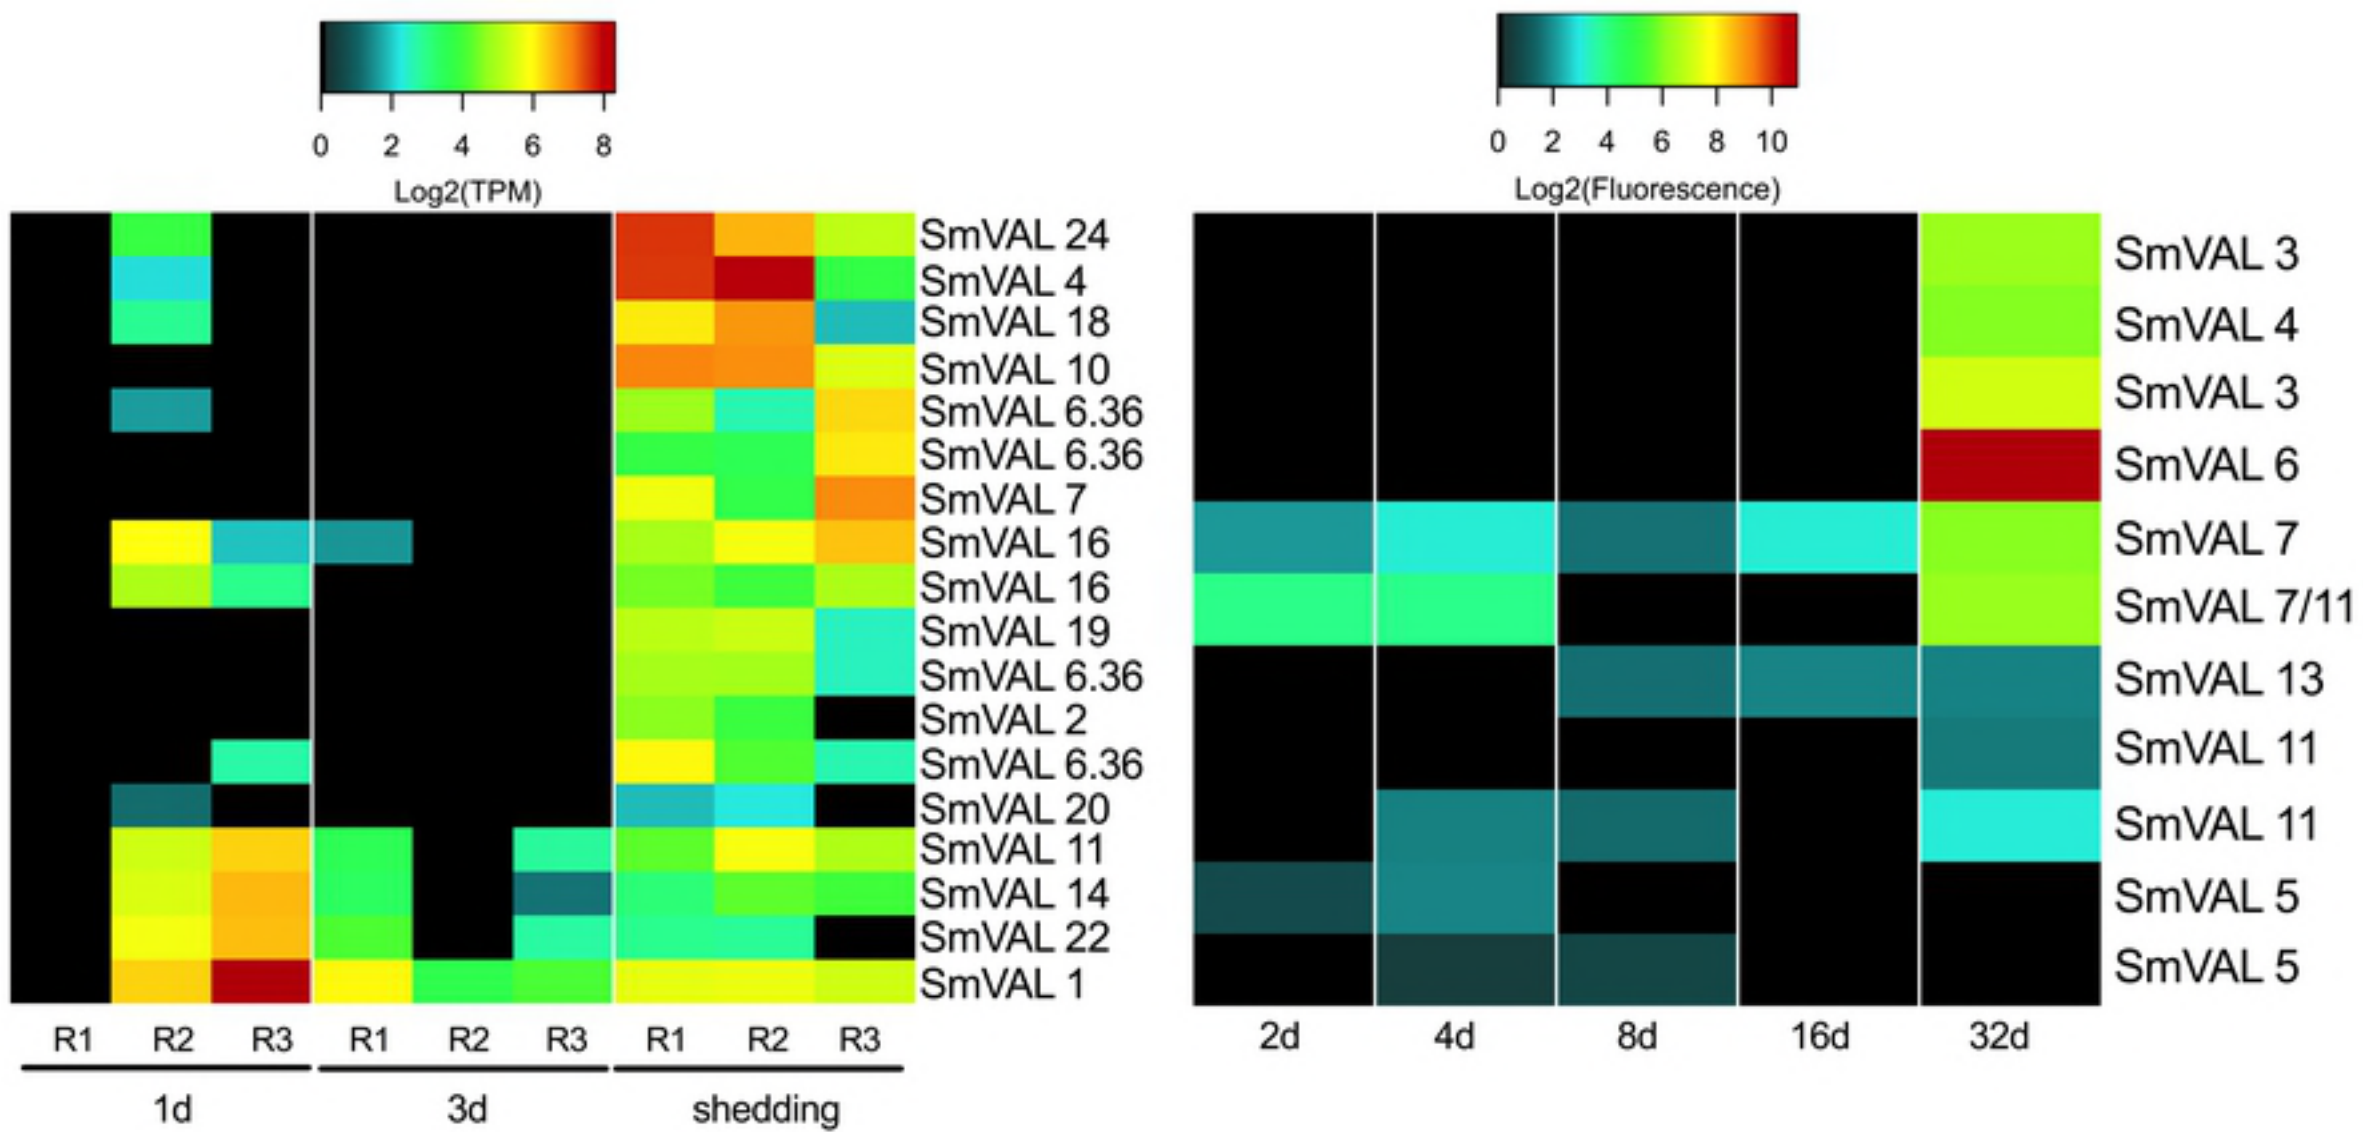 0 2 4 6 8
Log2(TPM)
SmVAL 24
SmVAL 4
SmVAL 18
SmVAL 10
SmVAL 6.36
SmVAL 6.36
SmVAL 7
SmVAL 16
SmVAL 16
SmVAL 19
SmVAL 6.36
SmVAL 2
SmVAL 6.36
SmVAL 20
SmVAL 11
SmVAL 14
SmVAL 22
SmVAL 1
R1 R2 R3 R1 R2 R3 R1 R2 R3
1d 3d shedding
0 2 4 6 8 10
Log2(Fluorescence)
SmVAL 3
SmVAL 4
SmVAL 3
SmVAL 6
SmVAL 7
SmVAL 7/11
SmVAL 13
SmVAL 11
SmVAL 11
SmVAL 5
SmVAL 5
2d 4d 8d 16d 32d